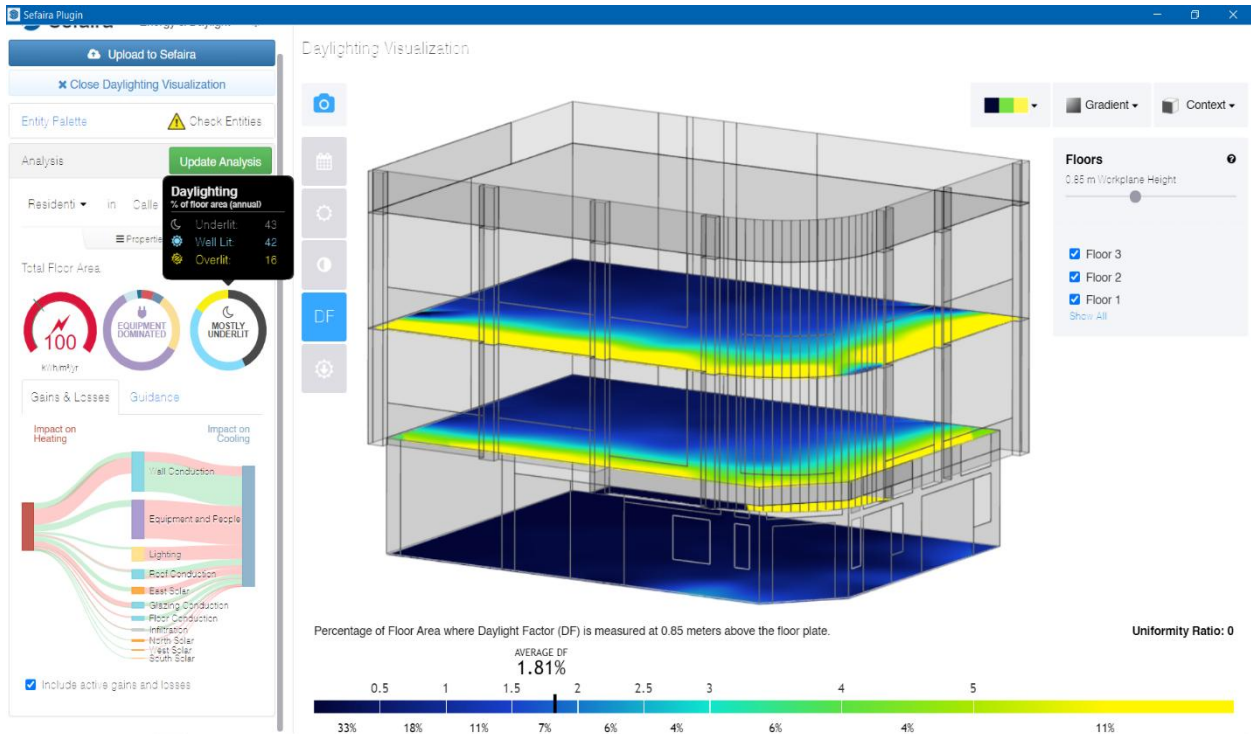 Sefaira Plugin
Upload to Sefaira
✖ Close Daylighting Visualization
Entity Palette
Check Entities
Analysis
Update Analysis
Daylighting
% of floor area (annual)
Underlit: 43
Well Lit: 42
Overlit: 16
Residenti
in
Calle
Total Floor Area
100
kWh/m²/yr
EQUIPMENT
DOMINATED
MOSTLY
UNDERLIT
Gains & Losses
Guidance
Impact on
Heating
Impact on
Cooling
Wall Conduction
Equipment and People
Lighting
Roof Conduction
East Solar
Glazing Conduction
Floor Conduction
Infiltration
North Solar
West Solar
South Solar
Include active gains and losses
Daylighting Visualization
DF
Gradient
Context
Floors
0.85 m Workplane Height
Floor 3
Floor 2
Floor 1
Show All
Percentage of Floor Area where Daylight Factor (DF) is measured at 0.85 meters above the floor plate.
Uniformity Ratio: 0
AVERAGE DF
1.81%
0.5 1 1.5 2 2.5 3 4 5
33% 18% 11% 7% 6% 4% 6% 4% 11%